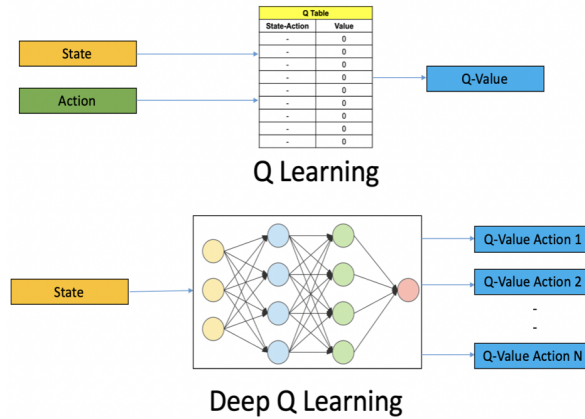 Q Table
State-Action Value
- 0
- 0
- 0
- 0
- 0
- 0
- 0
- 0
- 0
State
Action
Q-Value
Q Learning
State
Q-Value Action 1
Q-Value Action 2
-
-
Q-Value Action N
Deep Q Learning